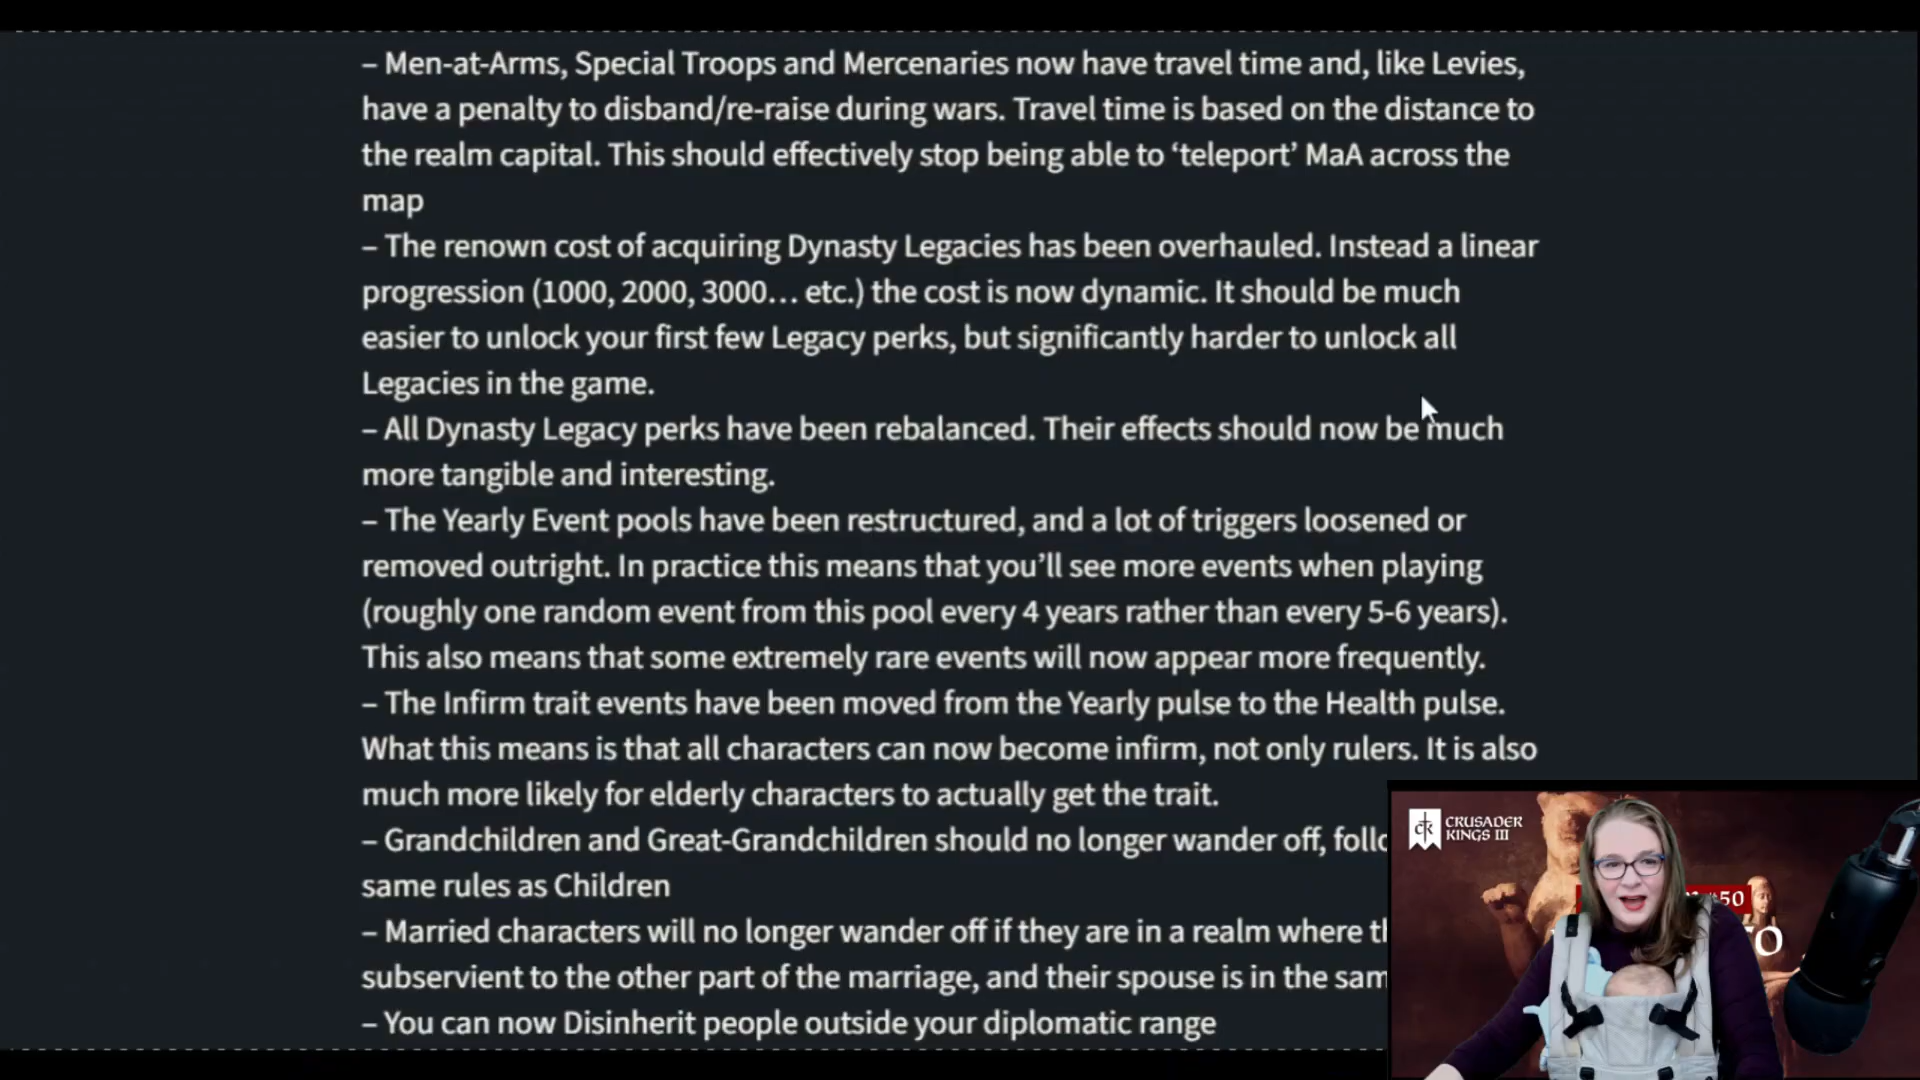 – Men-at-Arms, Special Troops and Mercenaries now have travel time and, like Levies,
have a penalty to disband/re-raise during wars. Travel time is based on the distance to
the realm capital. This should effectively stop being able to ‘teleport’ MaA across the
map
– The renown cost of acquiring Dynasty Legacies has been overhauled. Instead a linear
progression (1000, 2000, 3000… etc.) the cost is now dynamic. It should be much
easier to unlock your first few Legacy perks, but significantly harder to unlock all
Legacies in the game.
– All Dynasty Legacy perks have been rebalanced. Their effects should now be much
more tangible and interesting.
– The Yearly Event pools have been restructured, and a lot of triggers loosened or
removed outright. In practice this means that you’ll see more events when playing
(roughly one random event from this pool every 4 years rather than every 5-6 years).
This also means that some extremely rare events will now appear more frequently.
– The Infirm trait events have been moved from the Yearly pulse to the Health pulse.
What this means is that all characters can now become infirm, not only rulers. It is also
much more likely for elderly characters to actually get the trait.
– Grandchildren and Great-Grandchildren should no longer wander off,
same rules as Children
– Married characters will no longer wander off if they are in a realm where
subservient to the other part of the marriage, and their spouse is in the
– You can now Disinherit people outside your diplomatic range
CRUSADER
KINGS III
#50